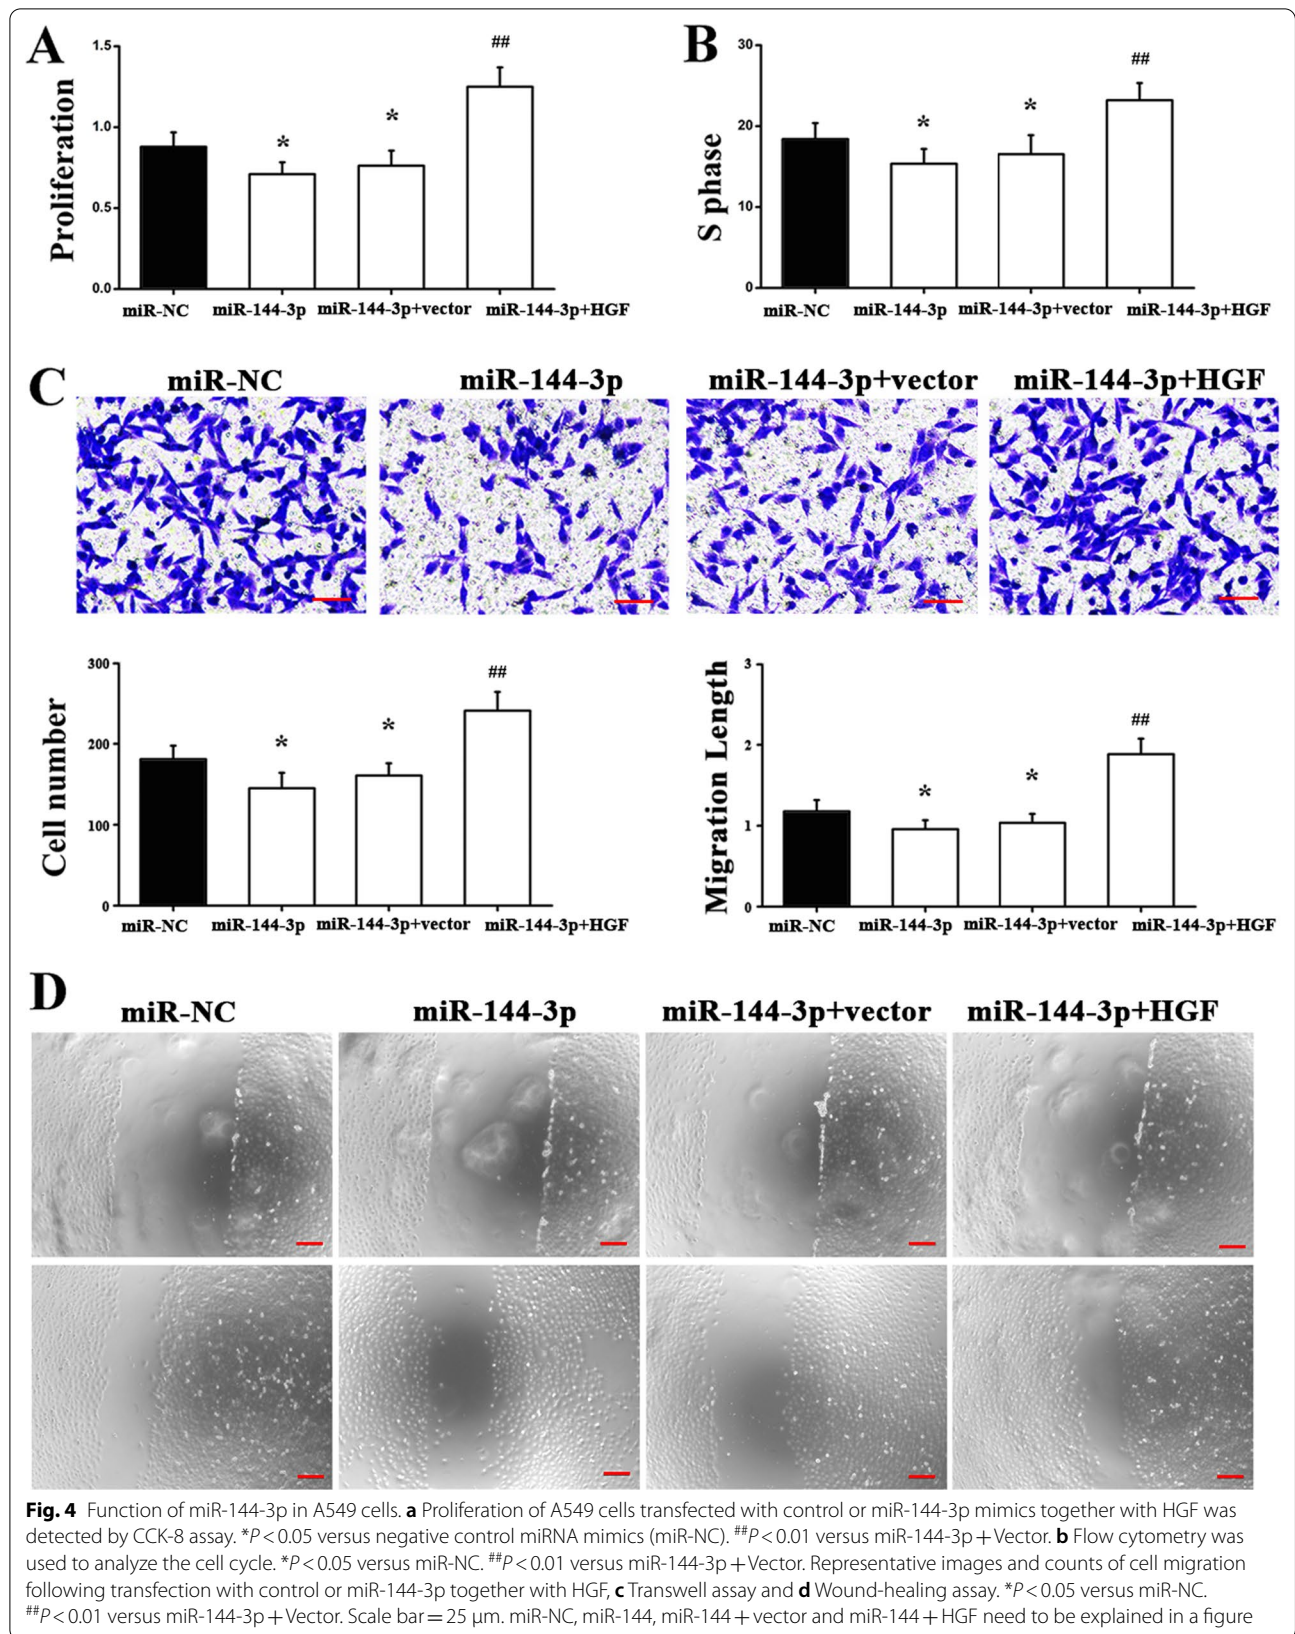 A
Proliferation
1.5
1.0
0.5
0.0
*
*
##
miR-NC miR-144-3p miR-144-3p+vector miR-144-3p+HGF
B
S phase
30
20
10
0
*
*
##
miR-NC miR-144-3p miR-144-3p+vector miR-144-3p+HGF
C
miR-NC miR-144-3p miR-144-3p+vector miR-144-3p+HGF
Cell number
300
200
100
0
*
*
##
miR-NC miR-144-3p miR-144-3p+vector miR-144-3p+HGF
Migration Length
3
2
1
0
*
*
##
miR-NC miR-144-3p miR-144-3p+vector miR-144-3p+HGF
D
miR-NC miR-144-3p miR-144-3p+vector miR-144-3p+HGF
Fig. 4 Function of miR-144-3p in A549 cells. a Proliferation of A549 cells transfected with control or miR-144-3p mimics together with HGF was
detected by CCK-8 assay. *P < 0.05 versus negative control miRNA mimics (miR-NC). ##P < 0.01 versus miR-144-3p + Vector. b Flow cytometry was
used to analyze the cell cycle. *P < 0.05 versus miR-NC. ##P < 0.01 versus miR-144-3p + Vector. Representative images and counts of cell migration
following transfection with control or miR-144-3p together with HGF, c Transwell assay and d Wound-healing assay. *P < 0.05 versus miR-NC.
##P < 0.01 versus miR-144-3p + Vector. Scale bar = 25 μm. miR-NC, miR-144, miR-144 + vector and miR-144 + HGF need to be explained in a figure